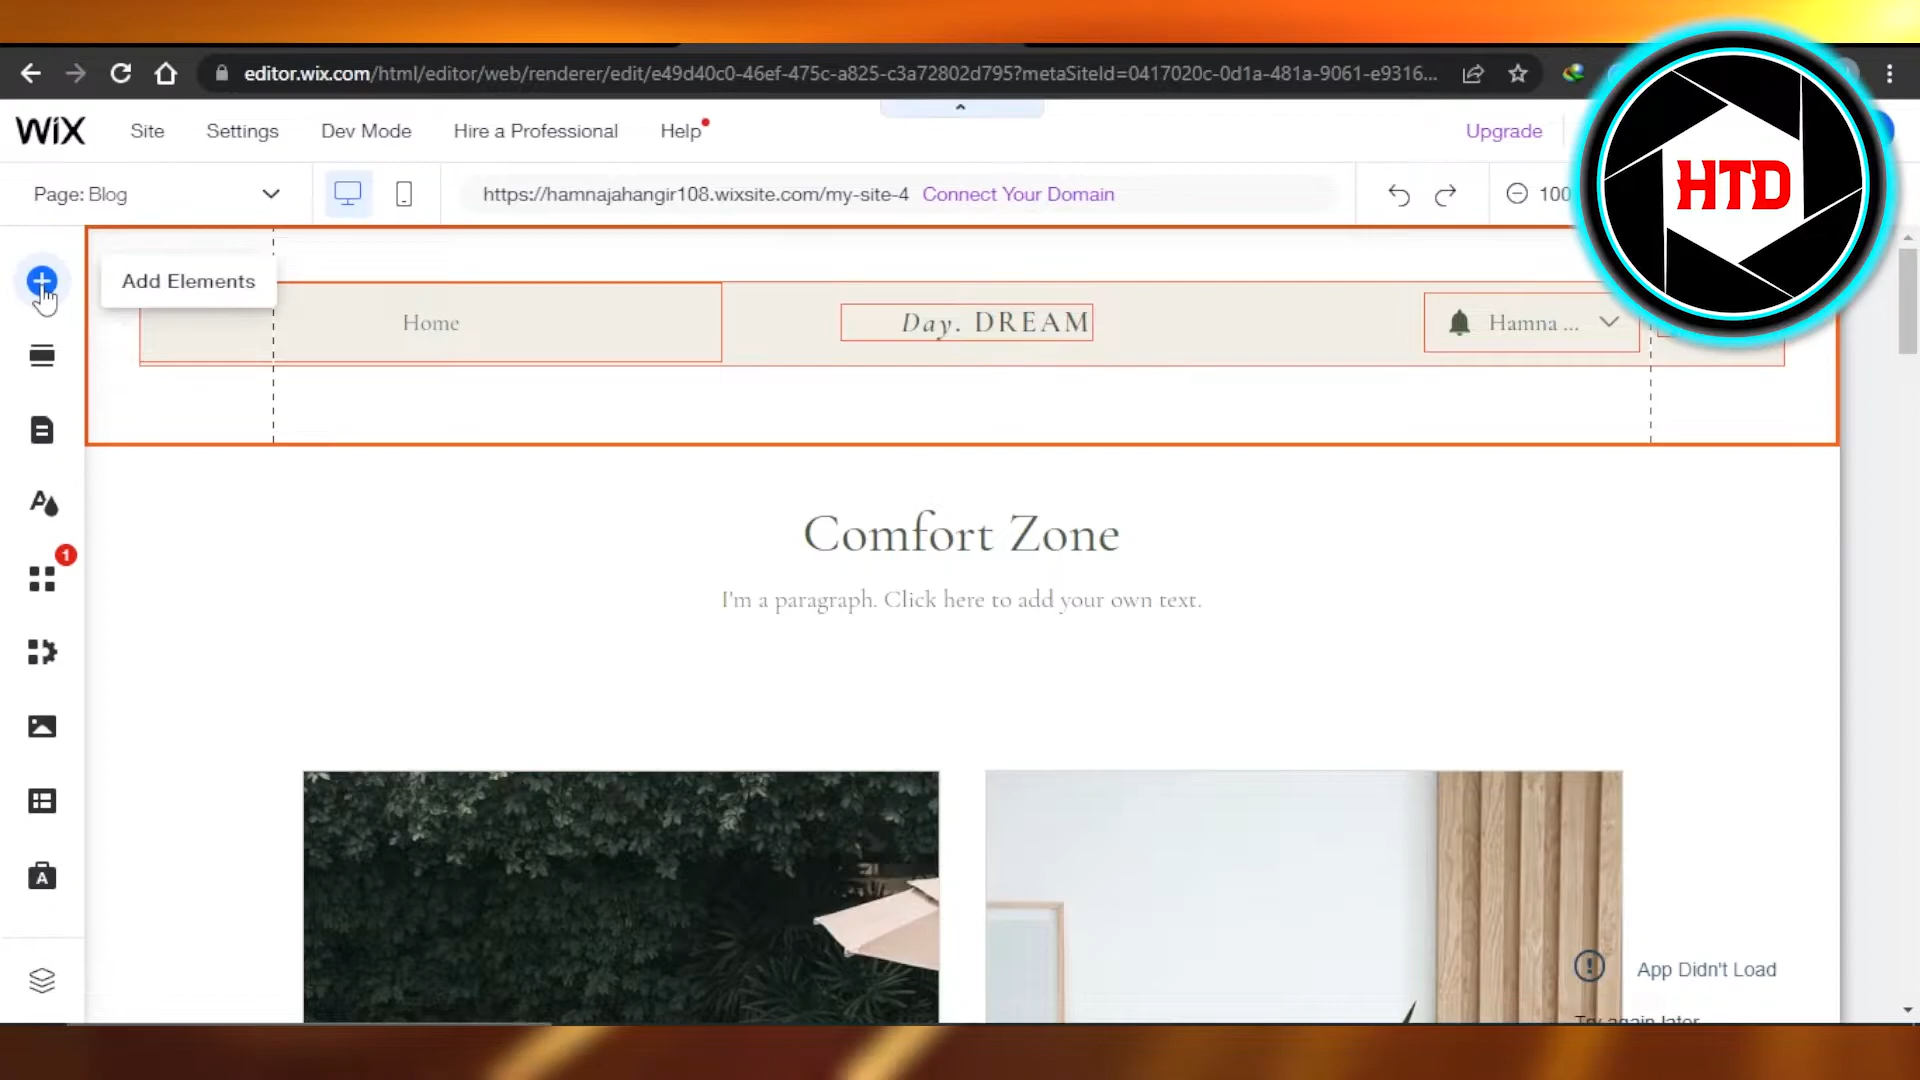 editor.wix.com/html/editor/web/renderer/edit/e49d40c0-46ef-475c-a825-c3a72802d795?metaSiteId=0417020c-0d1a-481a-9061-e9316...
WiX Site Settings Dev Mode Hire a Professional Help Upgrade
HTD
Page: Blog https://hamnajahangir108.wixsite.com/my-site-4 Connect Your Domain 100
Add Elements
Home Day. DREAM Hamna ...
Comfort Zone
1
I'm a paragraph. Click here to add your own text.
A
App Didn't Load
Try again later